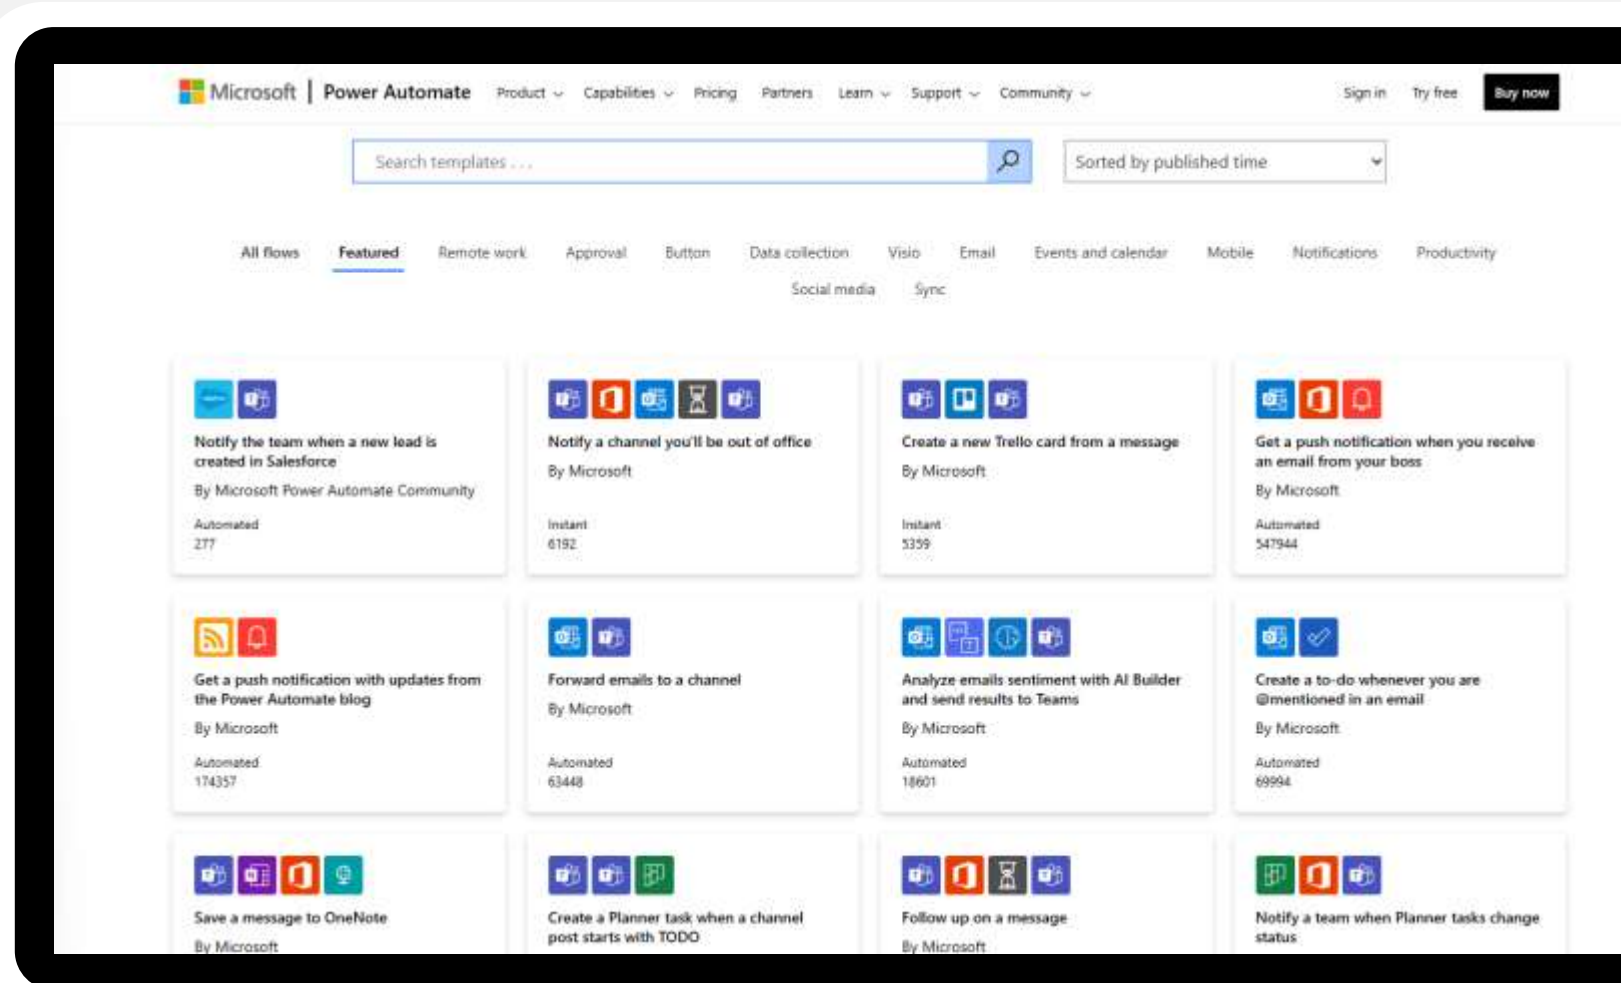 Microsoft | Power Automate Product Capabilities Pricing Partners Learn Support Community Sign in Try free Buy now
Search templates . . . Sorted by published time
All flows Featured Remote work Approval Button Data collection Visio Email Events and calendar Mobile Notifications Productivity
Social media Sync
Notify the team when a new lead is
created in Salesforce
By Microsoft Power Automate Community
Automated
277
Notify a channel you'll be out of office
By Microsoft
Instant
6192
Create a new Trello card from a message
By Microsoft
Instant
5359
Get a push notification when you receive
an email from your boss
By Microsoft
Automated
547944
Get a push notification with updates from
the Power Automate blog
By Microsoft
Automated
174357
Forward emails to a channel
By Microsoft
Automated
63448
Analyze emails sentiment with AI Builder
and send results to Teams
By Microsoft
Automated
18601
Create a to-do whenever you are
@mentioned in an email
By Microsoft
Automated
69994
Save a message to OneNote
By Microsoft
Create a Planner task when a channel
post starts with TODO
Follow up on a message
By Microsoft
Notify a team when Planner tasks change
status